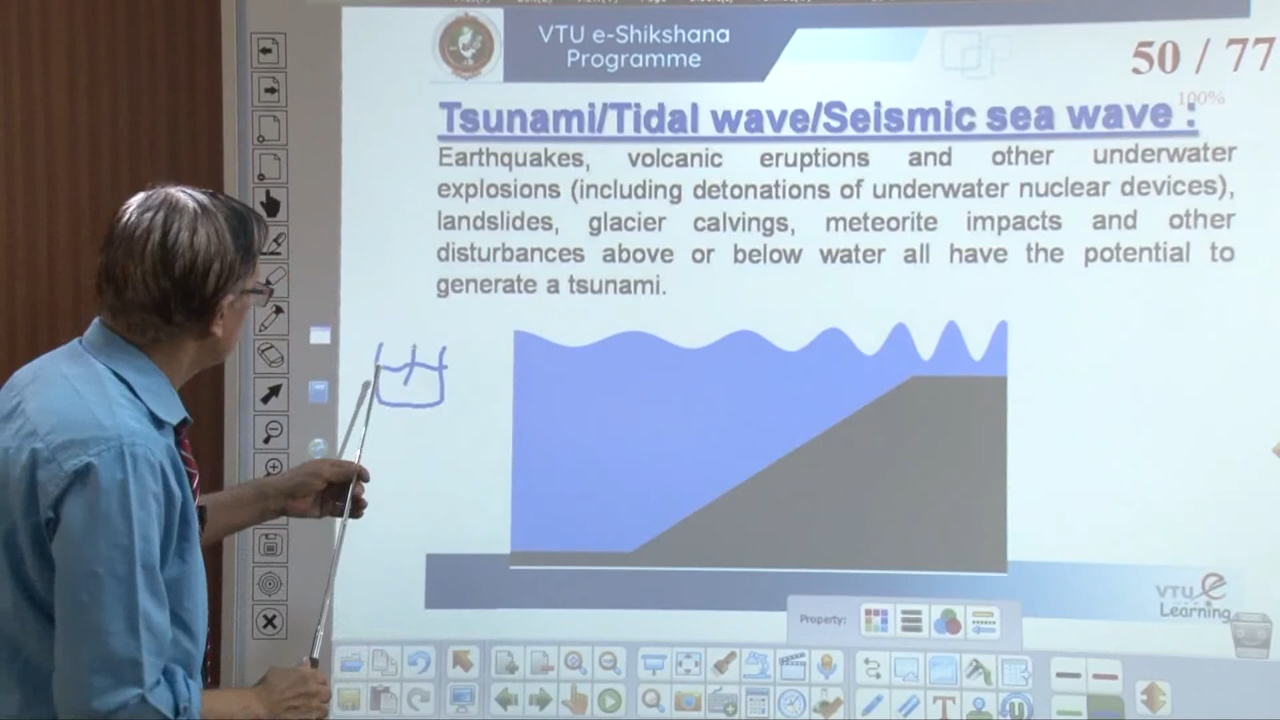 VTU e-Shikshana
Programme
50 / 77
100%
Tsunami/Tidal wave/Seismic sea wave :
Earthquakes, volcanic eruptions and other underwater
explosions (including detonations of underwater nuclear devices),
landslides, glacier calvings, meteorite impacts and other
disturbances above or below water all have the potential to
generate a tsunami.
VTU e
Learning
Property: